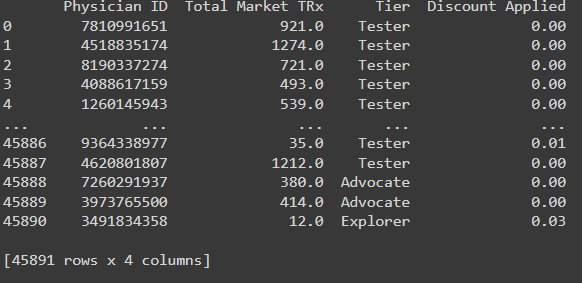 Physician ID  Total Market TRx      Tier  Discount Applied
0       7810991651             921.0    Tester              0.00
1       4518835174            1274.0    Tester              0.00
2       8190337274             721.0    Tester              0.00
3       4088617159             493.0    Tester              0.00
4       1260145943             539.0    Tester              0.00
...            ...               ...       ...               ...
45886   9364338977              35.0    Tester              0.01
45887   4620801807            1212.0    Tester              0.00
45888   7260291937             380.0  Advocate              0.00
45889   3973765500             414.0  Advocate              0.00
45890   3491834358              12.0  Explorer              0.03
[45891 rows x 4 columns]